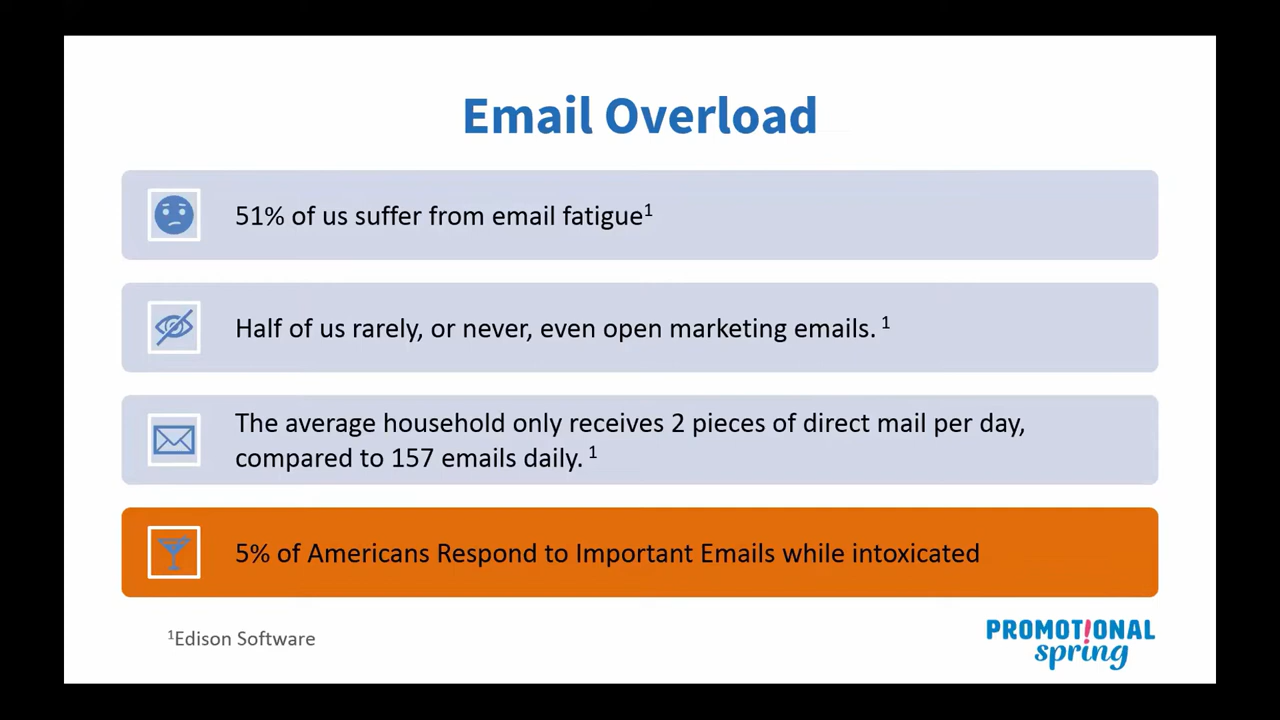 Email Overload
51% of us suffer from email fatigue¹
Half of us rarely, or never, even open marketing emails. ¹
The average household only receives 2 pieces of direct mail per day,
compared to 157 emails daily. ¹
5% of Americans Respond to Important Emails while intoxicated
¹Edison Software
PROMOT!ONAL
spring